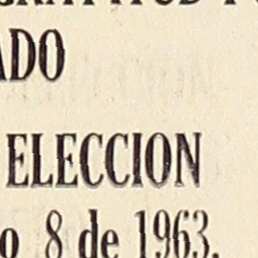 ADO
ELECCION
o 8 de 1963.